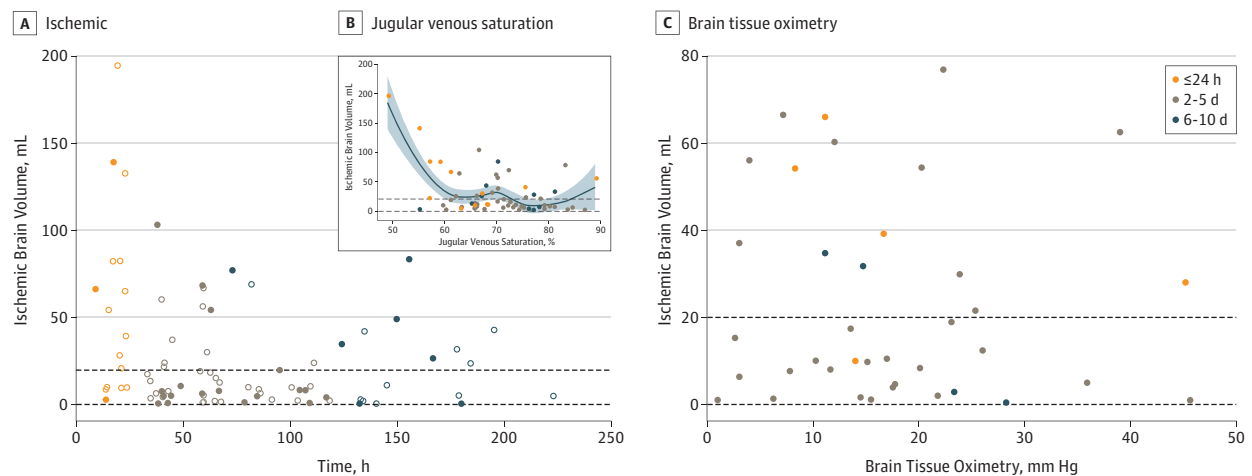 A Ischemic
B Jugular venous saturation
C Brain tissue oximetry
Ischemic Brain Volume, mL
200
150
100
50
0
0 50 100 150 200 250
Time, h
Ischemic Brain Volume, mL
200
200
150
100
50
0
50 60 70 80 90
Jugular Venous Saturation, %
Ischemic Brain Volume, mL
80
60
40
20
0
0 10 20 30 40 50
Brain Tissue Oximetry, mm Hg
≤24 h
2-5 d
6-10 d